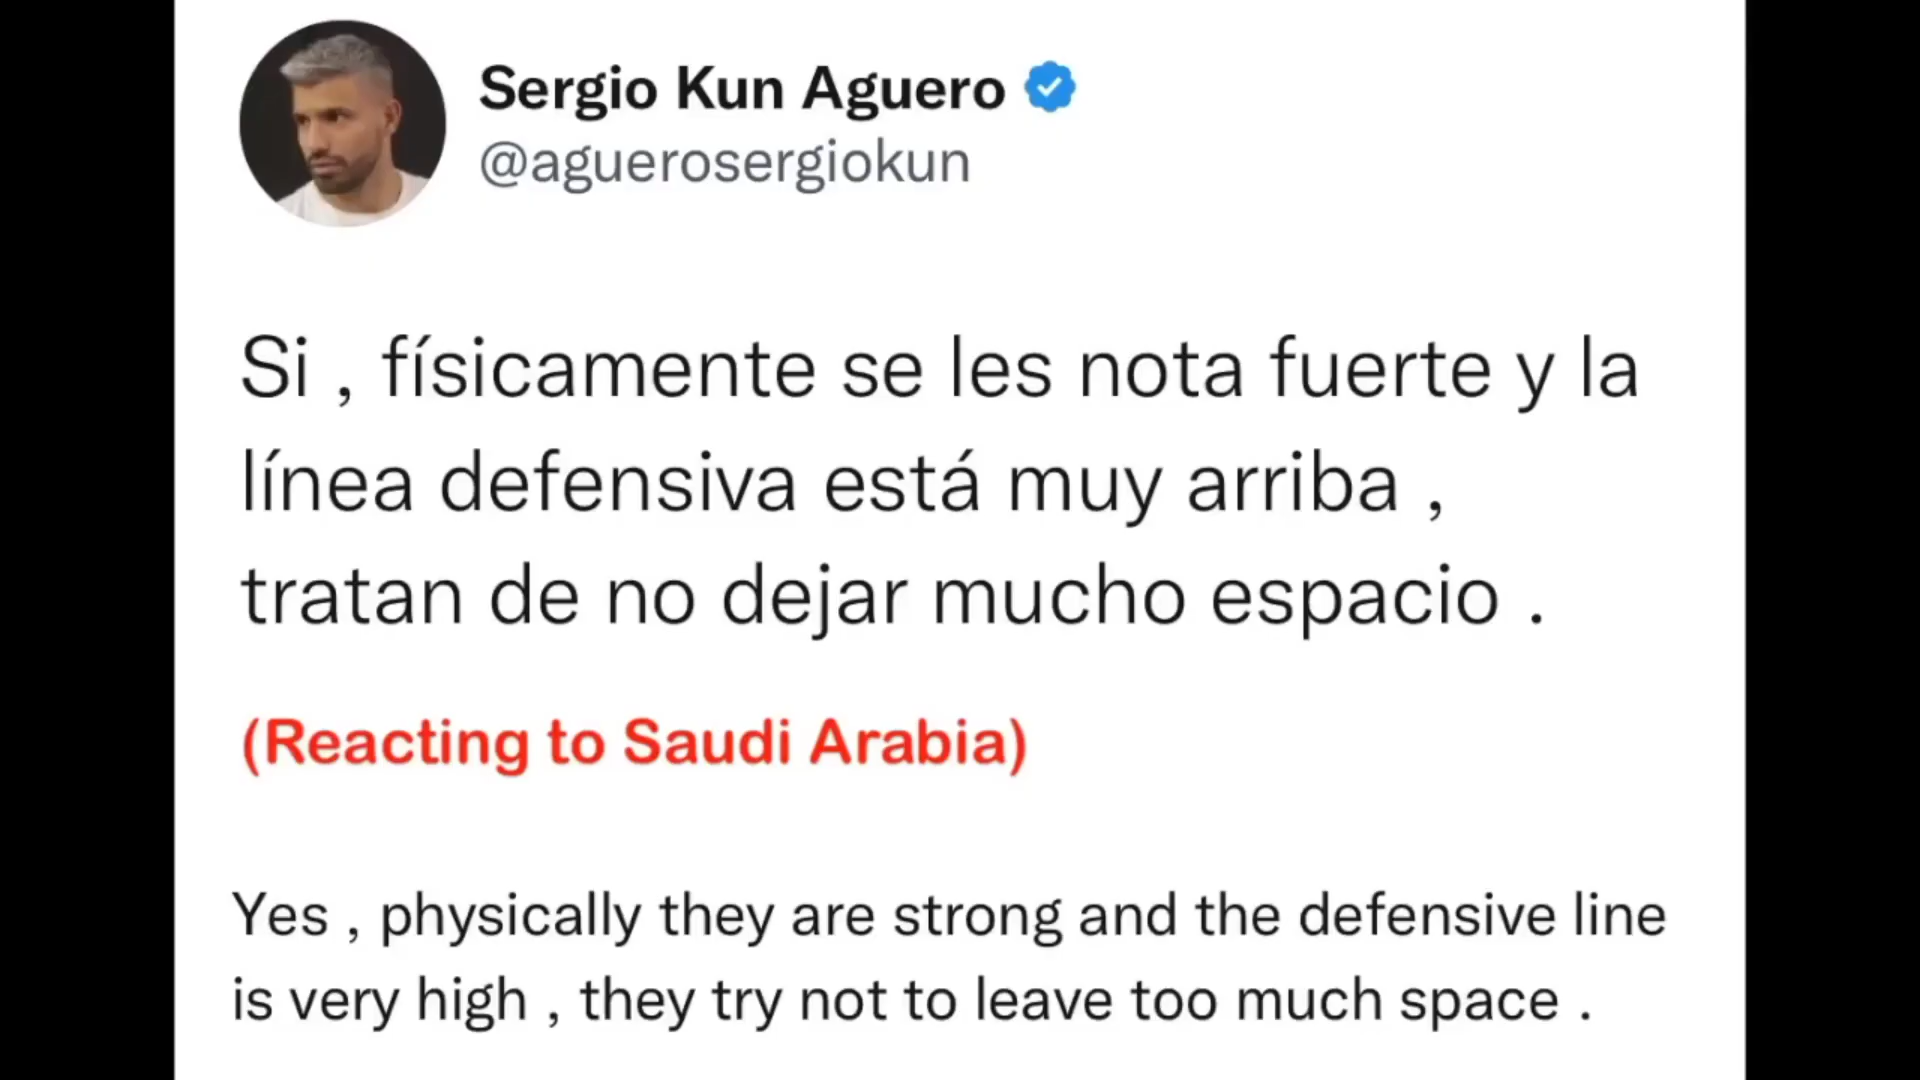 Sergio Kun Aguero
@aguerosergiokun
Si , físicamente se les nota fuerte y la
línea defensiva está muy arriba ,
tratan de no dejar mucho espacio .
(Reacting to Saudi Arabia)
Yes , physically they are strong and the defensive line
is very high , they try not to leave too much space .